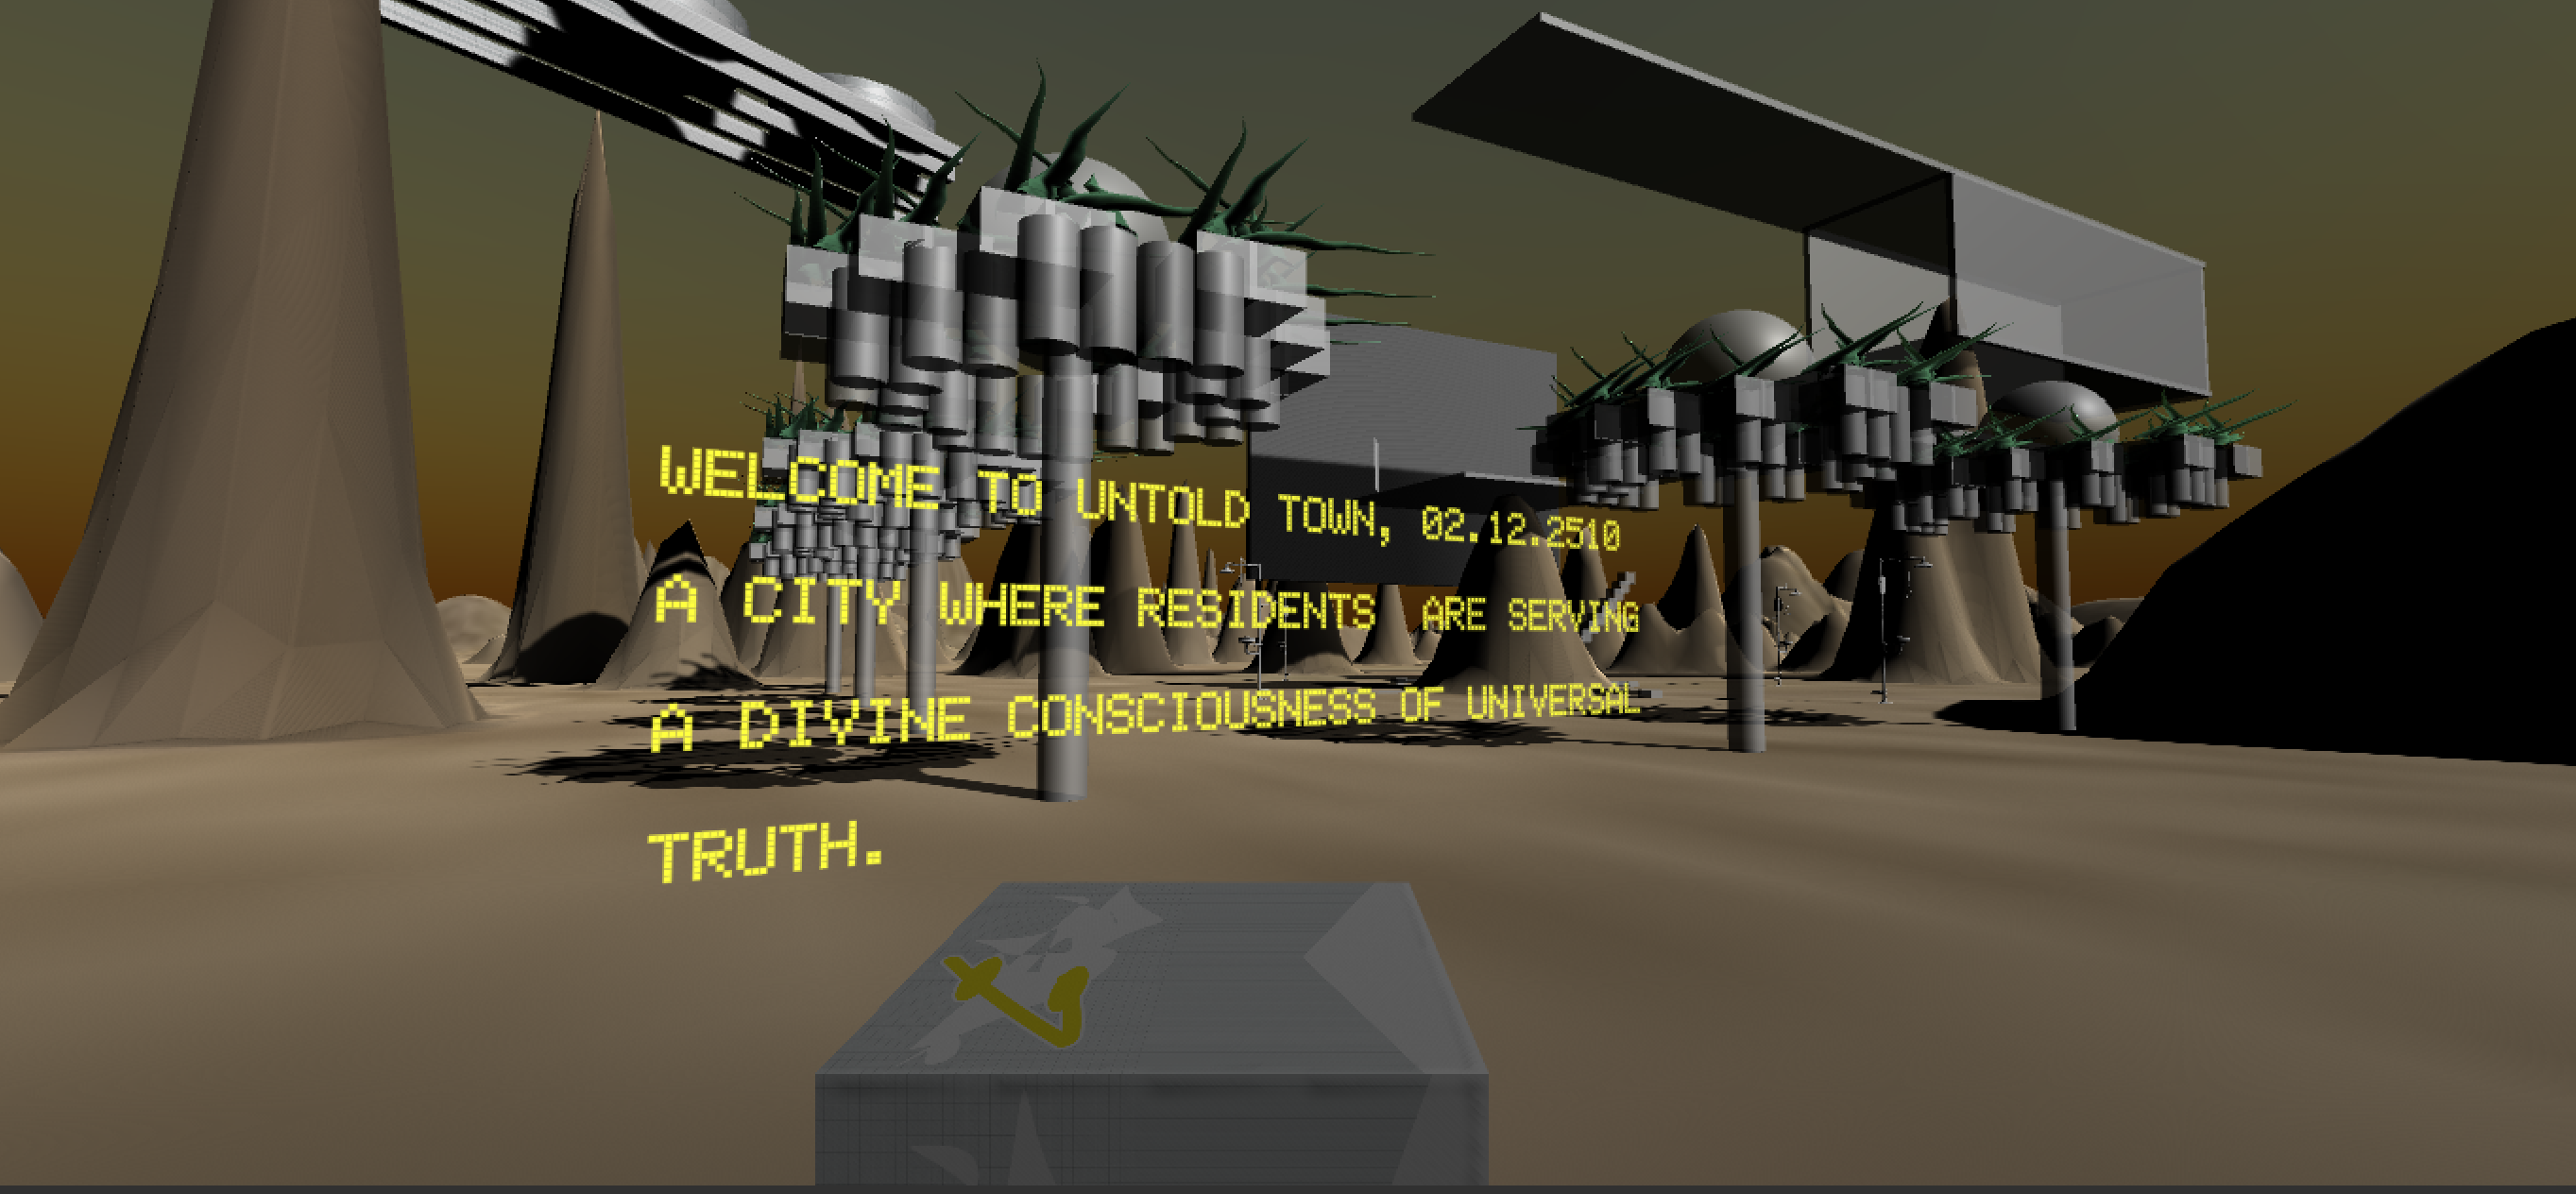 WELCOME TO UNTOLD TOWN, 02.12.2510
A CITY WHERE RESIDENTS ARE SERVING
A DIVINE CONSCIOUSNESS OF UNIVERSAL
TRUTH.